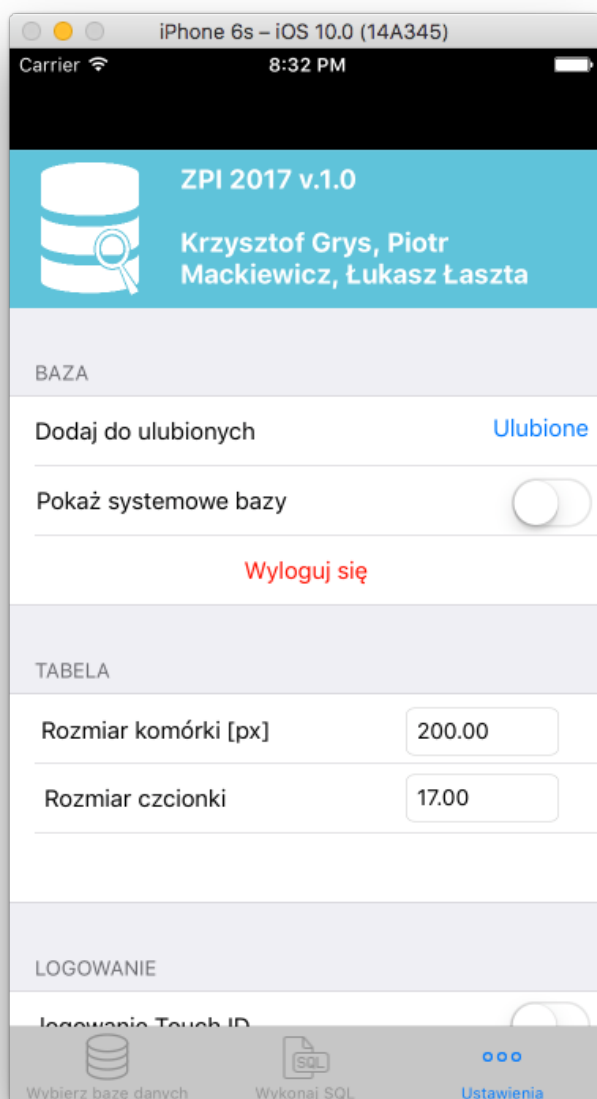 iPhone 6s – iOS 10.0 (14A345)
Carrier 8:32 PM
ZPI 2017 v.1.0
Krzysztof Grys, Piotr
Mackiewicz, Łukasz Łaszta
BAZA
Dodaj do ulubionych Ulubione
Pokaż systemowe bazy
Wyloguj się
TABELA
Rozmiar komórki [px] 200.00
Rozmiar czcionki 17.00
LOGOWANIE
logowanie Touch ID
SQL
Wybierz bazę danych Wykonaj SQL Ustawienia